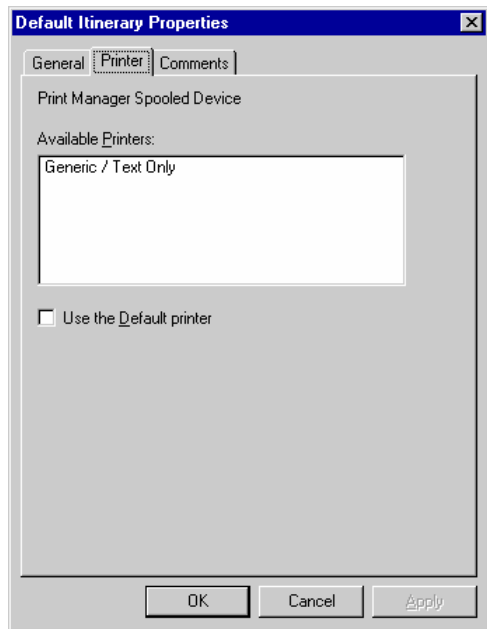 Default Itinerary Properties
General Printer Comments
Print Manager Spooled Device
Available Printers:
Generic / Text Only
Use the Default printer
OK Cancel Apply